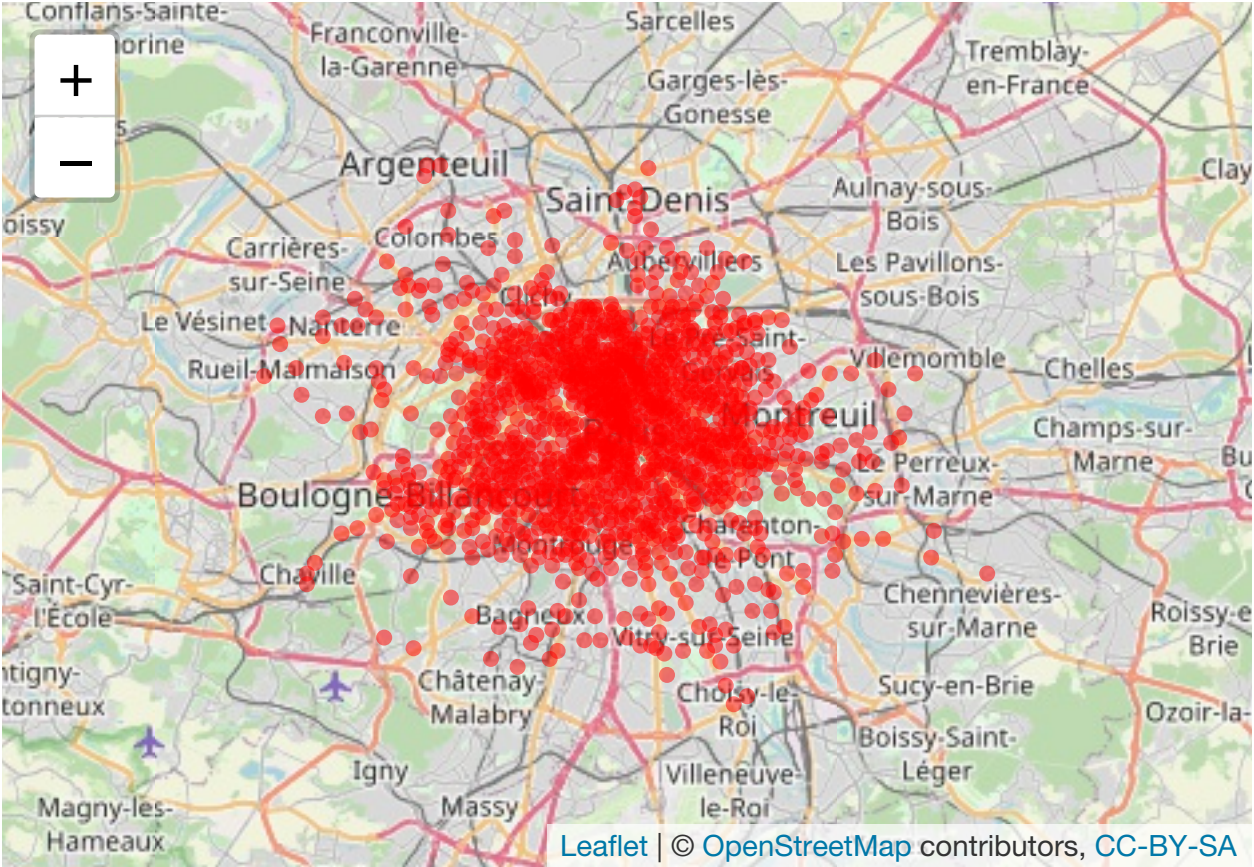 Conflans-Sainte-
Sarcelles
Franconville-
la-Garenne
Tremblay-
en-France
Garges-lès-
Gonesse
+
−
Argenteuil
Clay
Saint-Denis
Aulnay-sous-
Bois
oissy
Colombes
Carrières-
sur-Seine
Aubervilliers
Les Pavillons-
sous-Bois
Clichy
Le Vésinet
Nanterre
Villemomble
Rueil-Malmaison
Chelles
Montreuil
Champs-sur-
Marne
Bu
Le Perreux-
sur-Marne
Boulogne-Billancourt
Charenton-
le-Pont
Montrouge
Chaville
Saint-Cyr-
l'École
Chennevières-
sur-Marne
Roissy-e
Brie
Bagneux
Vitry-sur-Seine
ntigny-
tonneux
Châtenay-
Malabry
Choisy-le-
Roi
Sucy-en-Brie
Ozoir-la-
Boissy-Saint-
Léger
Igny
Villeneuve-
le-Roi
Massy
Magny-les-
Hameaux
Leaflet | © OpenStreetMap contributors, CC-BY-SA